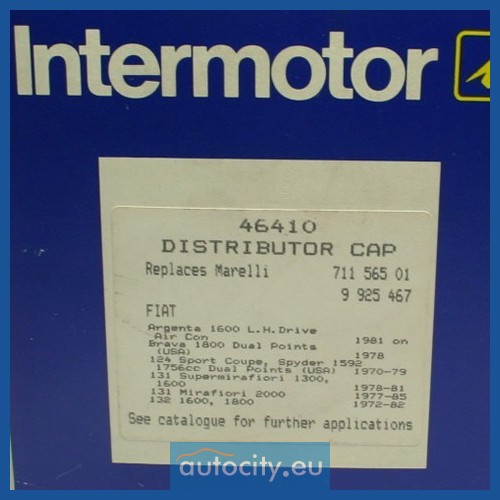 Intermotor
46410
DISTRIBUTOR CAP
Replaces Marelli 711 565 01
9 925 467
FIAT
Argenta 1600 L.H.Drive
Air Con 1981 on
Brava 1800 Dual Points
(USA) 1978
124 Sport Coupe, Spyder 1592
1756cc Dual Points (USA) 1970-79
131 Supermirafiori 1300,
1600 1978-81
131 Mirafiori 2000 1977-85
132 1600, 1800 1972-82
See catalogue for further applications
autocity.eu